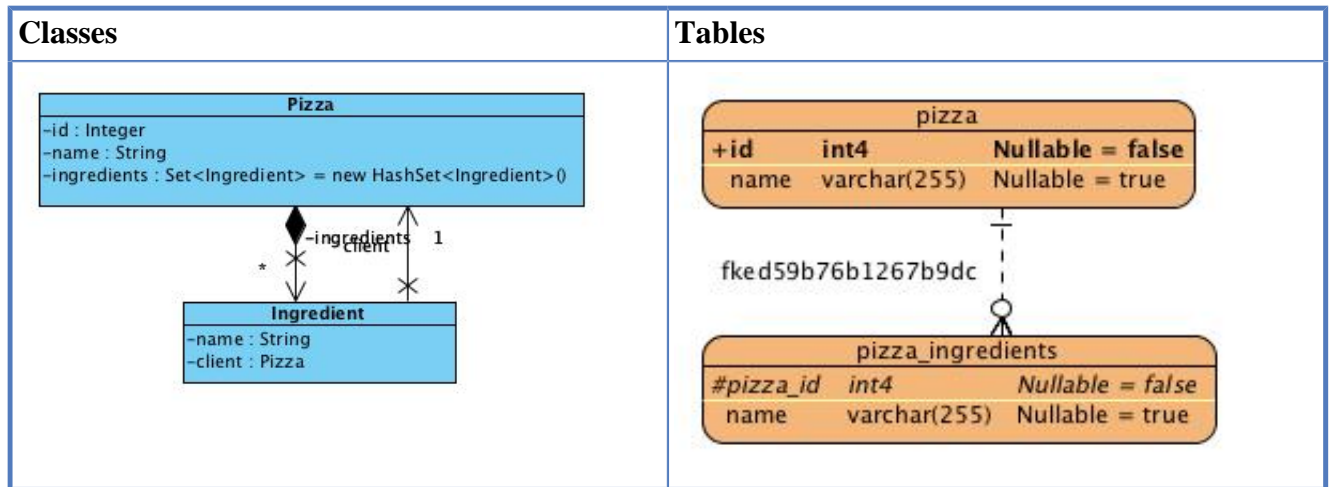 Classes
Tables
Pizza
-id : Integer
-name : String
-ingredients : Set<Ingredient> = new HashSet<Ingredient>()
-ingredients
client
1
*
Ingredient
-name : String
-client : Pizza
pizza
+id int4 Nullable = false
name varchar(255) Nullable = true
fked59b76b1267b9dc
pizza_ingredients
#pizza_id int4 Nullable = false
name varchar(255) Nullable = true